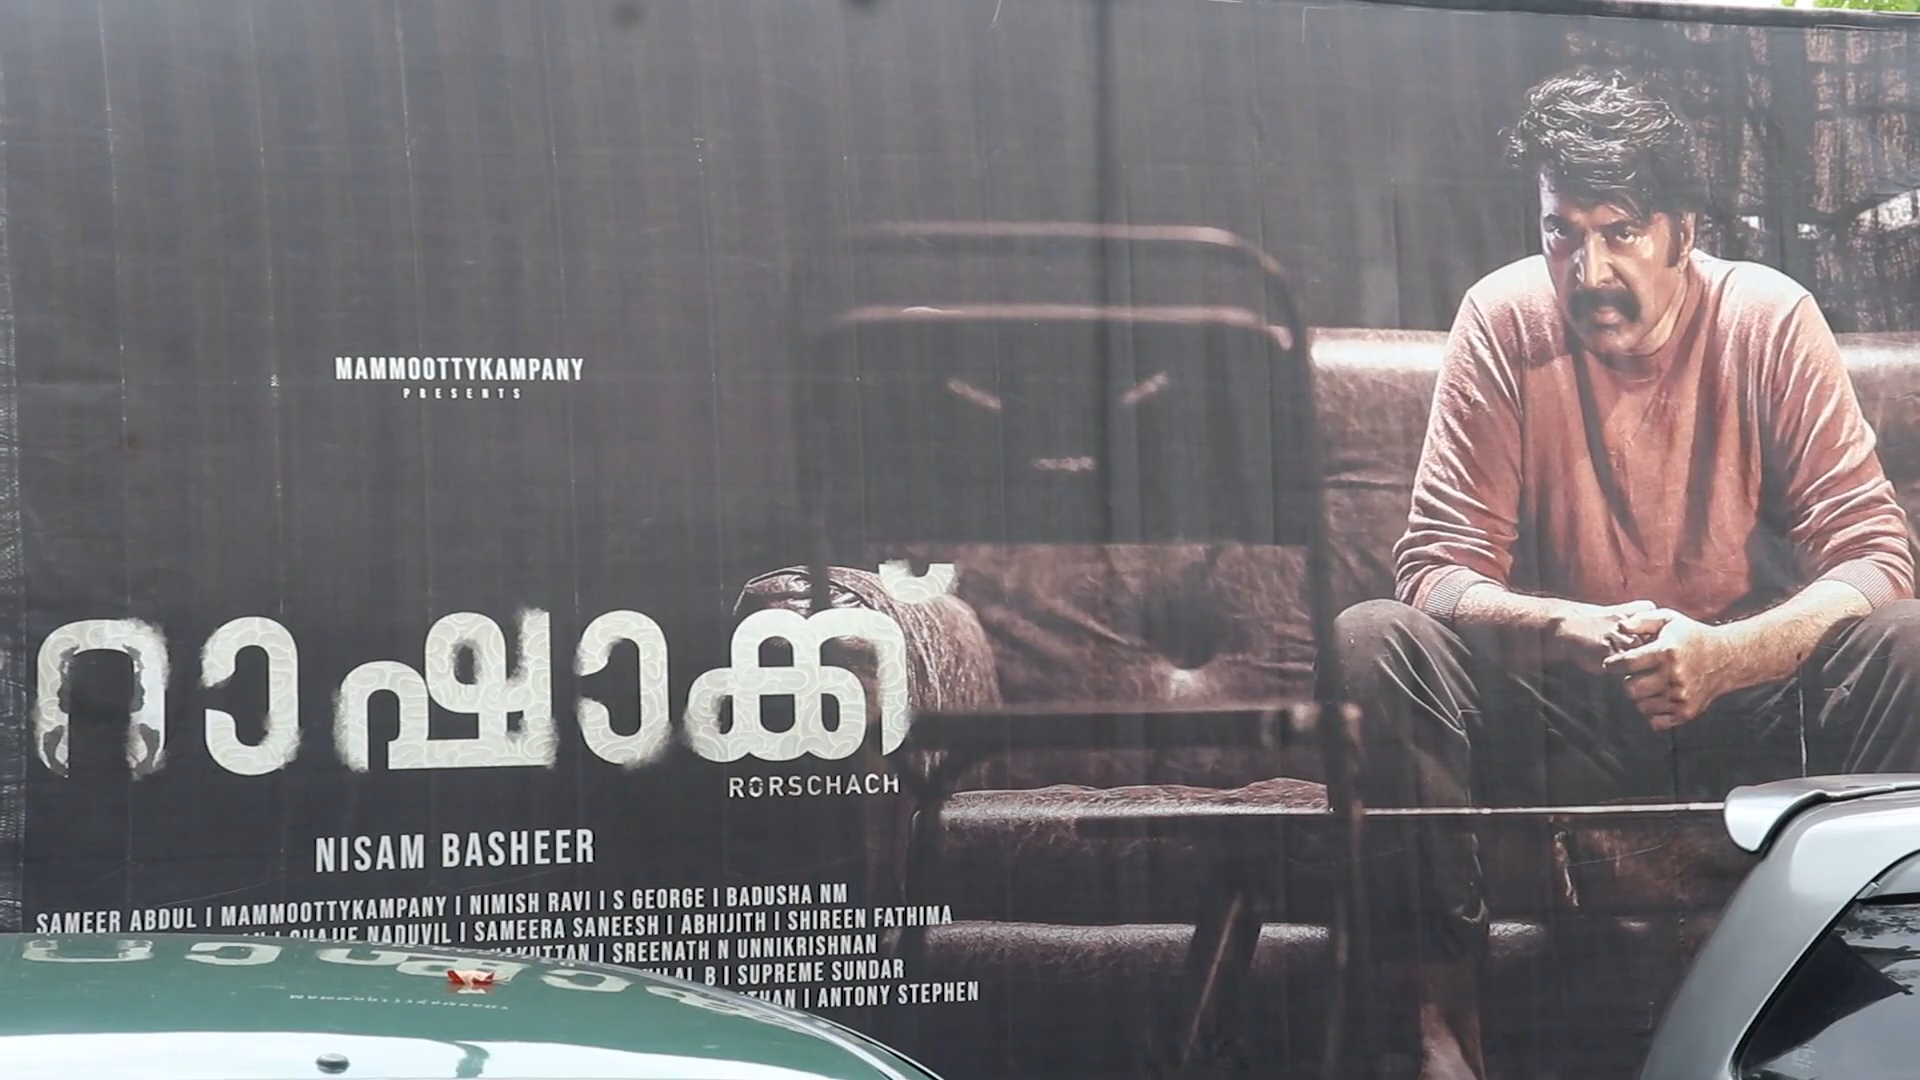 MAMMOOTTYKAMPANY
PRESENTS
റോഷാക്ക്
RORSCHACH
NISAM BASHEER
SAMEER ABDUL I MAMMOOTTYKAMPANY I NIMISH RAVI I S GEORGE I BADUSHA NM
NADUVIL I SAMEERA SANEESH I ABHIJITH I SHIREEN FATHIMA
I SREENATH N UNNIKRISHNAN
B I SUPREME SUNDAR
I ANTONY STEPHEN